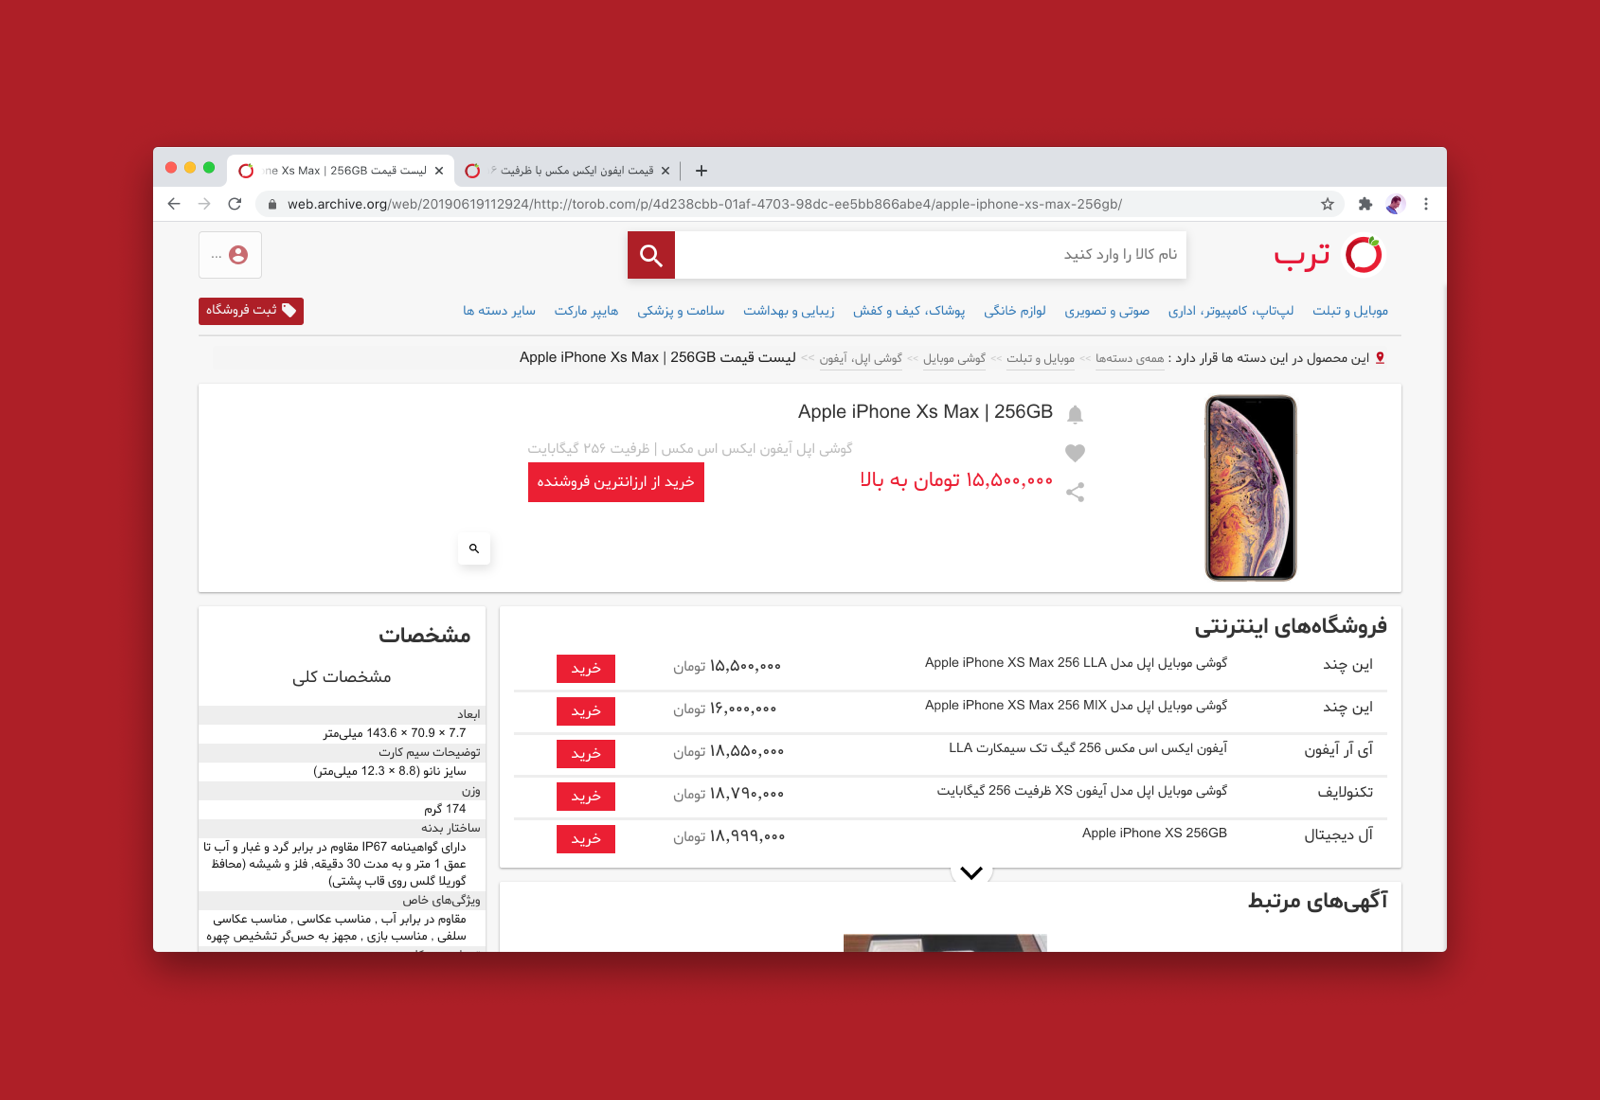 لیست قیمت Apple iPhone Xs Max | 256GB
قیمت ایفون ایکس مکس با ظرفیت ۶
web.archive.org/web/20190619112924/http://torob.com/p/4d238cbb-01af-4703-98dc-ee5bb866abe4/apple-iphone-xs-max-256gb/
ترب
نام کالا را وارد کنید
...
موبایل و تبلت لپ‌تاپ، کامپیوتر، اداری صوتی و تصویری لوازم خانگی پوشاک، کیف و کفش زیبایی و بهداشت سلامت و پزشکی هایپر مارکت سایر دسته ها
ثبت فروشگاه
این محصول در این دسته ها قرار دارد : همه‌ی دسته‌ها >> موبایل و تبلت >> گوشی موبایل >> گوشی اپل، آیفون >> لیست قیمت Apple iPhone Xs Max | 256GB
Apple iPhone Xs Max | 256GB
گوشی اپل آیفون ایکس اس مکس | ظرفیت ۲۵۶ گیگابایت
۱۵,۵۰۰,۰۰۰ تومان به بالا
خرید از ارزانترین فروشنده
فروشگاه‌های اینترنتی
این چند گوشی موبایل اپل مدل Apple iPhone XS Max 256 LLA ۱۵,۵۰۰,۰۰۰ تومان خرید
این چند گوشی موبایل اپل مدل Apple iPhone XS Max 256 MIX ۱۶,۰۰۰,۰۰۰ تومان خرید
آی آر آیفون آیفون ایکس اس مکس 256 گیگ تک سیمکارت LLA ۱۸,۵۵۰,۰۰۰ تومان خرید
تکنولایف گوشی موبایل اپل مدل آیفون XS ظرفیت 256 گیگابایت ۱۸,۷۹۰,۰۰۰ تومان خرید
آل دیجیتال Apple iPhone XS 256GB ۱۸,۹۹۹,۰۰۰ تومان خرید
آگهی‌های مرتبط
مشخصات
مشخصات کلی
ابعاد
7.7 × 70.9 × 143.6 میلی‌متر
توضیحات سیم کارت
سایز نانو (8.8 × 12.3 میلی‌متر)
وزن
174 گرم
ساختار بدنه
دارای گواهینامه IP67 مقاوم در برابر گرد و غبار و آب تا
عمق 1 متر و به مدت 30 دقیقه, فلز و شیشه (محافظ
گوریلا گلس روی قاب پشتی)
ویژگی‌های خاص
مقاوم در برابر آب , مناسب عکاسی , مناسب عکاسی
سلفی , مناسب بازی , مجهز به حس‌گر تشخیص چهره